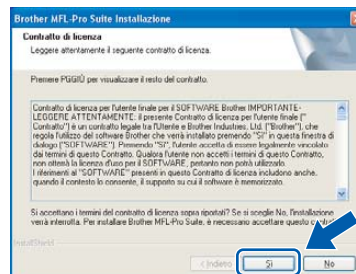 Brother MFL-Pro Suite Installazione
Contratto di licenza
Leggere attentamente il seguente contratto di licenza.
Premere PGGIÙ per visualizzare il resto del contratto.
Contratto di licenza per l'utente finale per il SOFTWARE Brother IMPORTANTE-
LEGGERE ATTENTAMENTE: il presente Contratto di licenza per l'utente finale ("
Contratto") è un contratto legale tra l'Utente e Brother Industries, Ltd. ("Brother"), che
regola l'utilizzo del software Brother che verrà installato premendo "SI" in questa finestra di
dialogo ("SOFTWARE"). Premendo "SI", l'utente accetta di essere legalmente vincolato
dai termini di questo Contratto. Qualora l'utente non accetti i termini di questo Contratto,
non otterrà la licenza d'uso per il SOFTWARE, pertanto non potrà utilizzarlo.
I riferimenti al "SOFTWARE" presenti in questo Contratto di licenza includono anche,
quando il contesto lo consente, il supporto su cui il software è memorizzato.
Si accettano i termini del contratto di licenza sopra riportati? Se si sceglie No, l'installazione
verrà interrotta. Per installare Brother MFL-Pro Suite, è necessario accettare questo
InstallShield
< Indietro
Sì
No